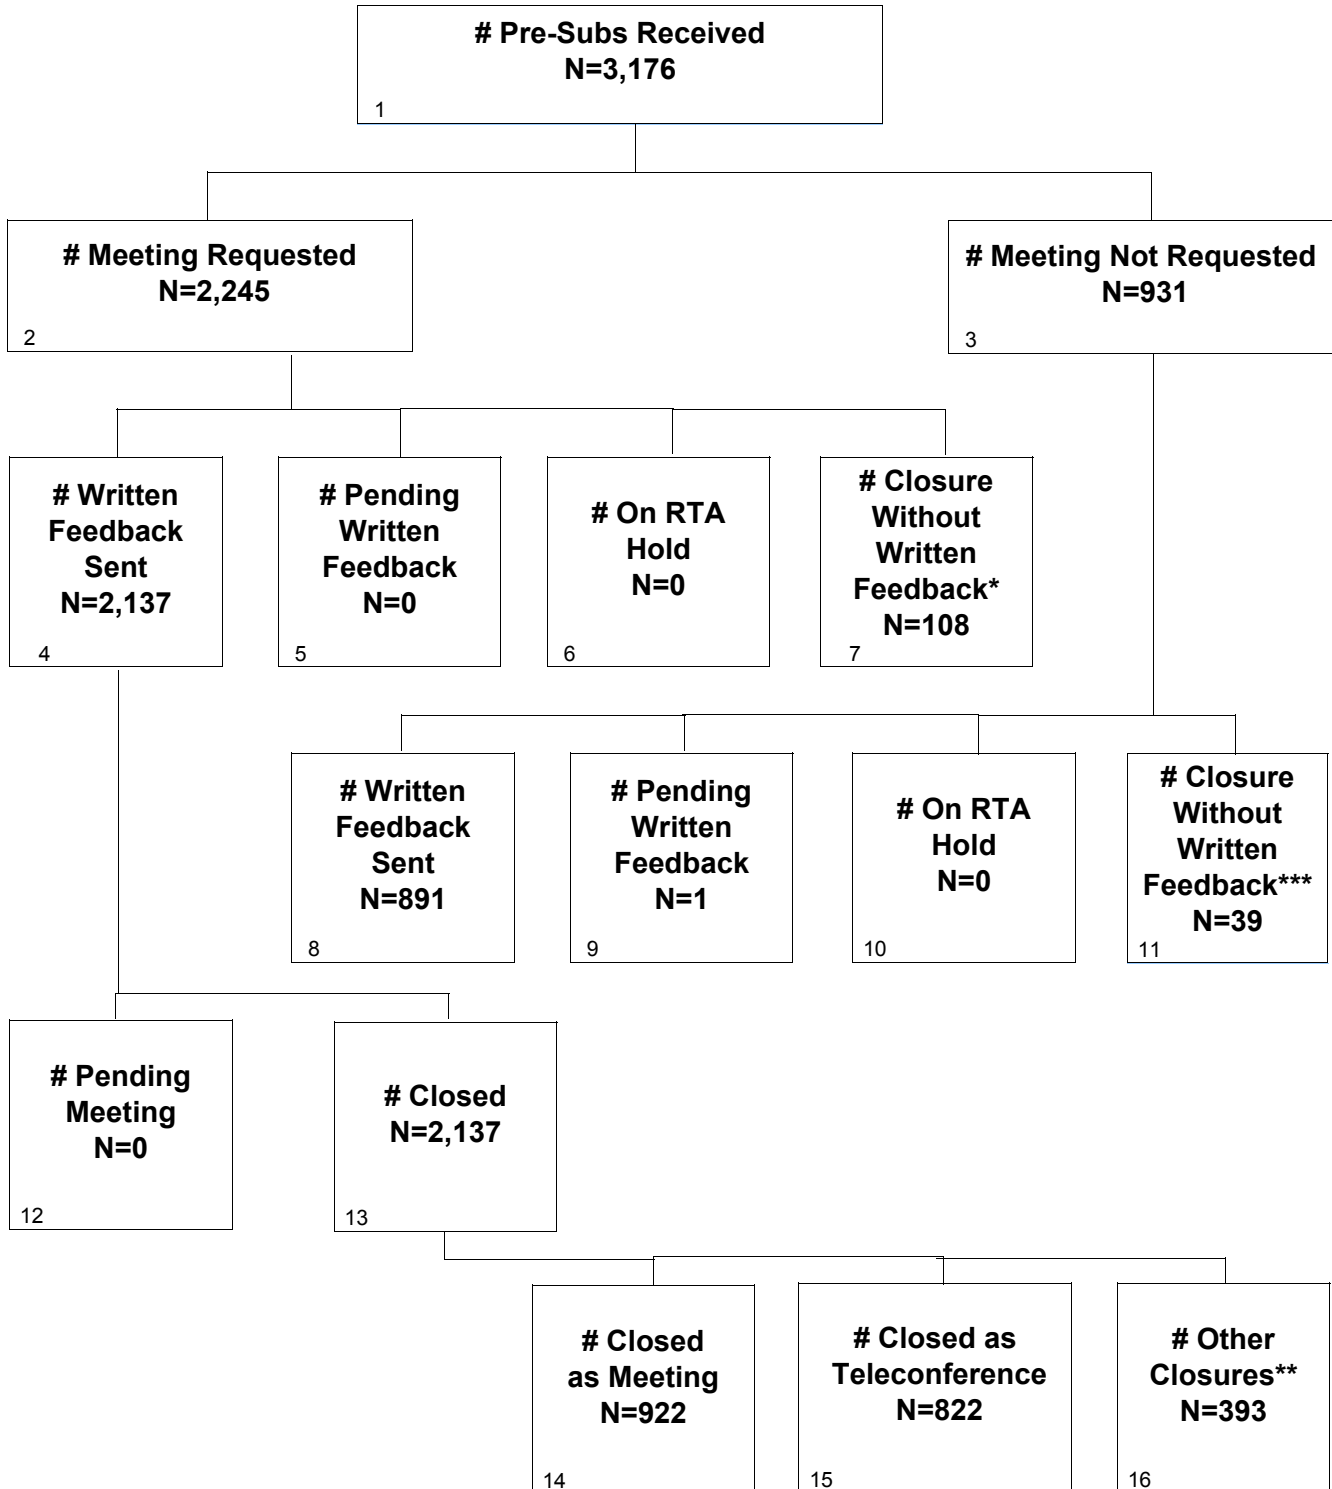 # Pre-Subs Received
N=3,176
1
# Meeting Requested
N=2,245
2
# Meeting Not Requested
N=931
3
# Written
Feedback
Sent
N=2,137
4
# Pending
Written
Feedback
N=0
5
# On RTA
Hold
N=0
6
# Closure
Without
Written
Feedback*
N=108
7
# Written
Feedback
Sent
N=891
8
# Pending
Written
Feedback
N=1
9
# On RTA
Hold
N=0
10
# Closure
Without
Written
Feedback***
N=39
11
# Pending
Meeting
N=0
12
# Closed
N=2,137
13
# Closed
as Meeting
N=922
14
# Closed as
Teleconference
N=822
15
# Other
Closures**
N=393
16